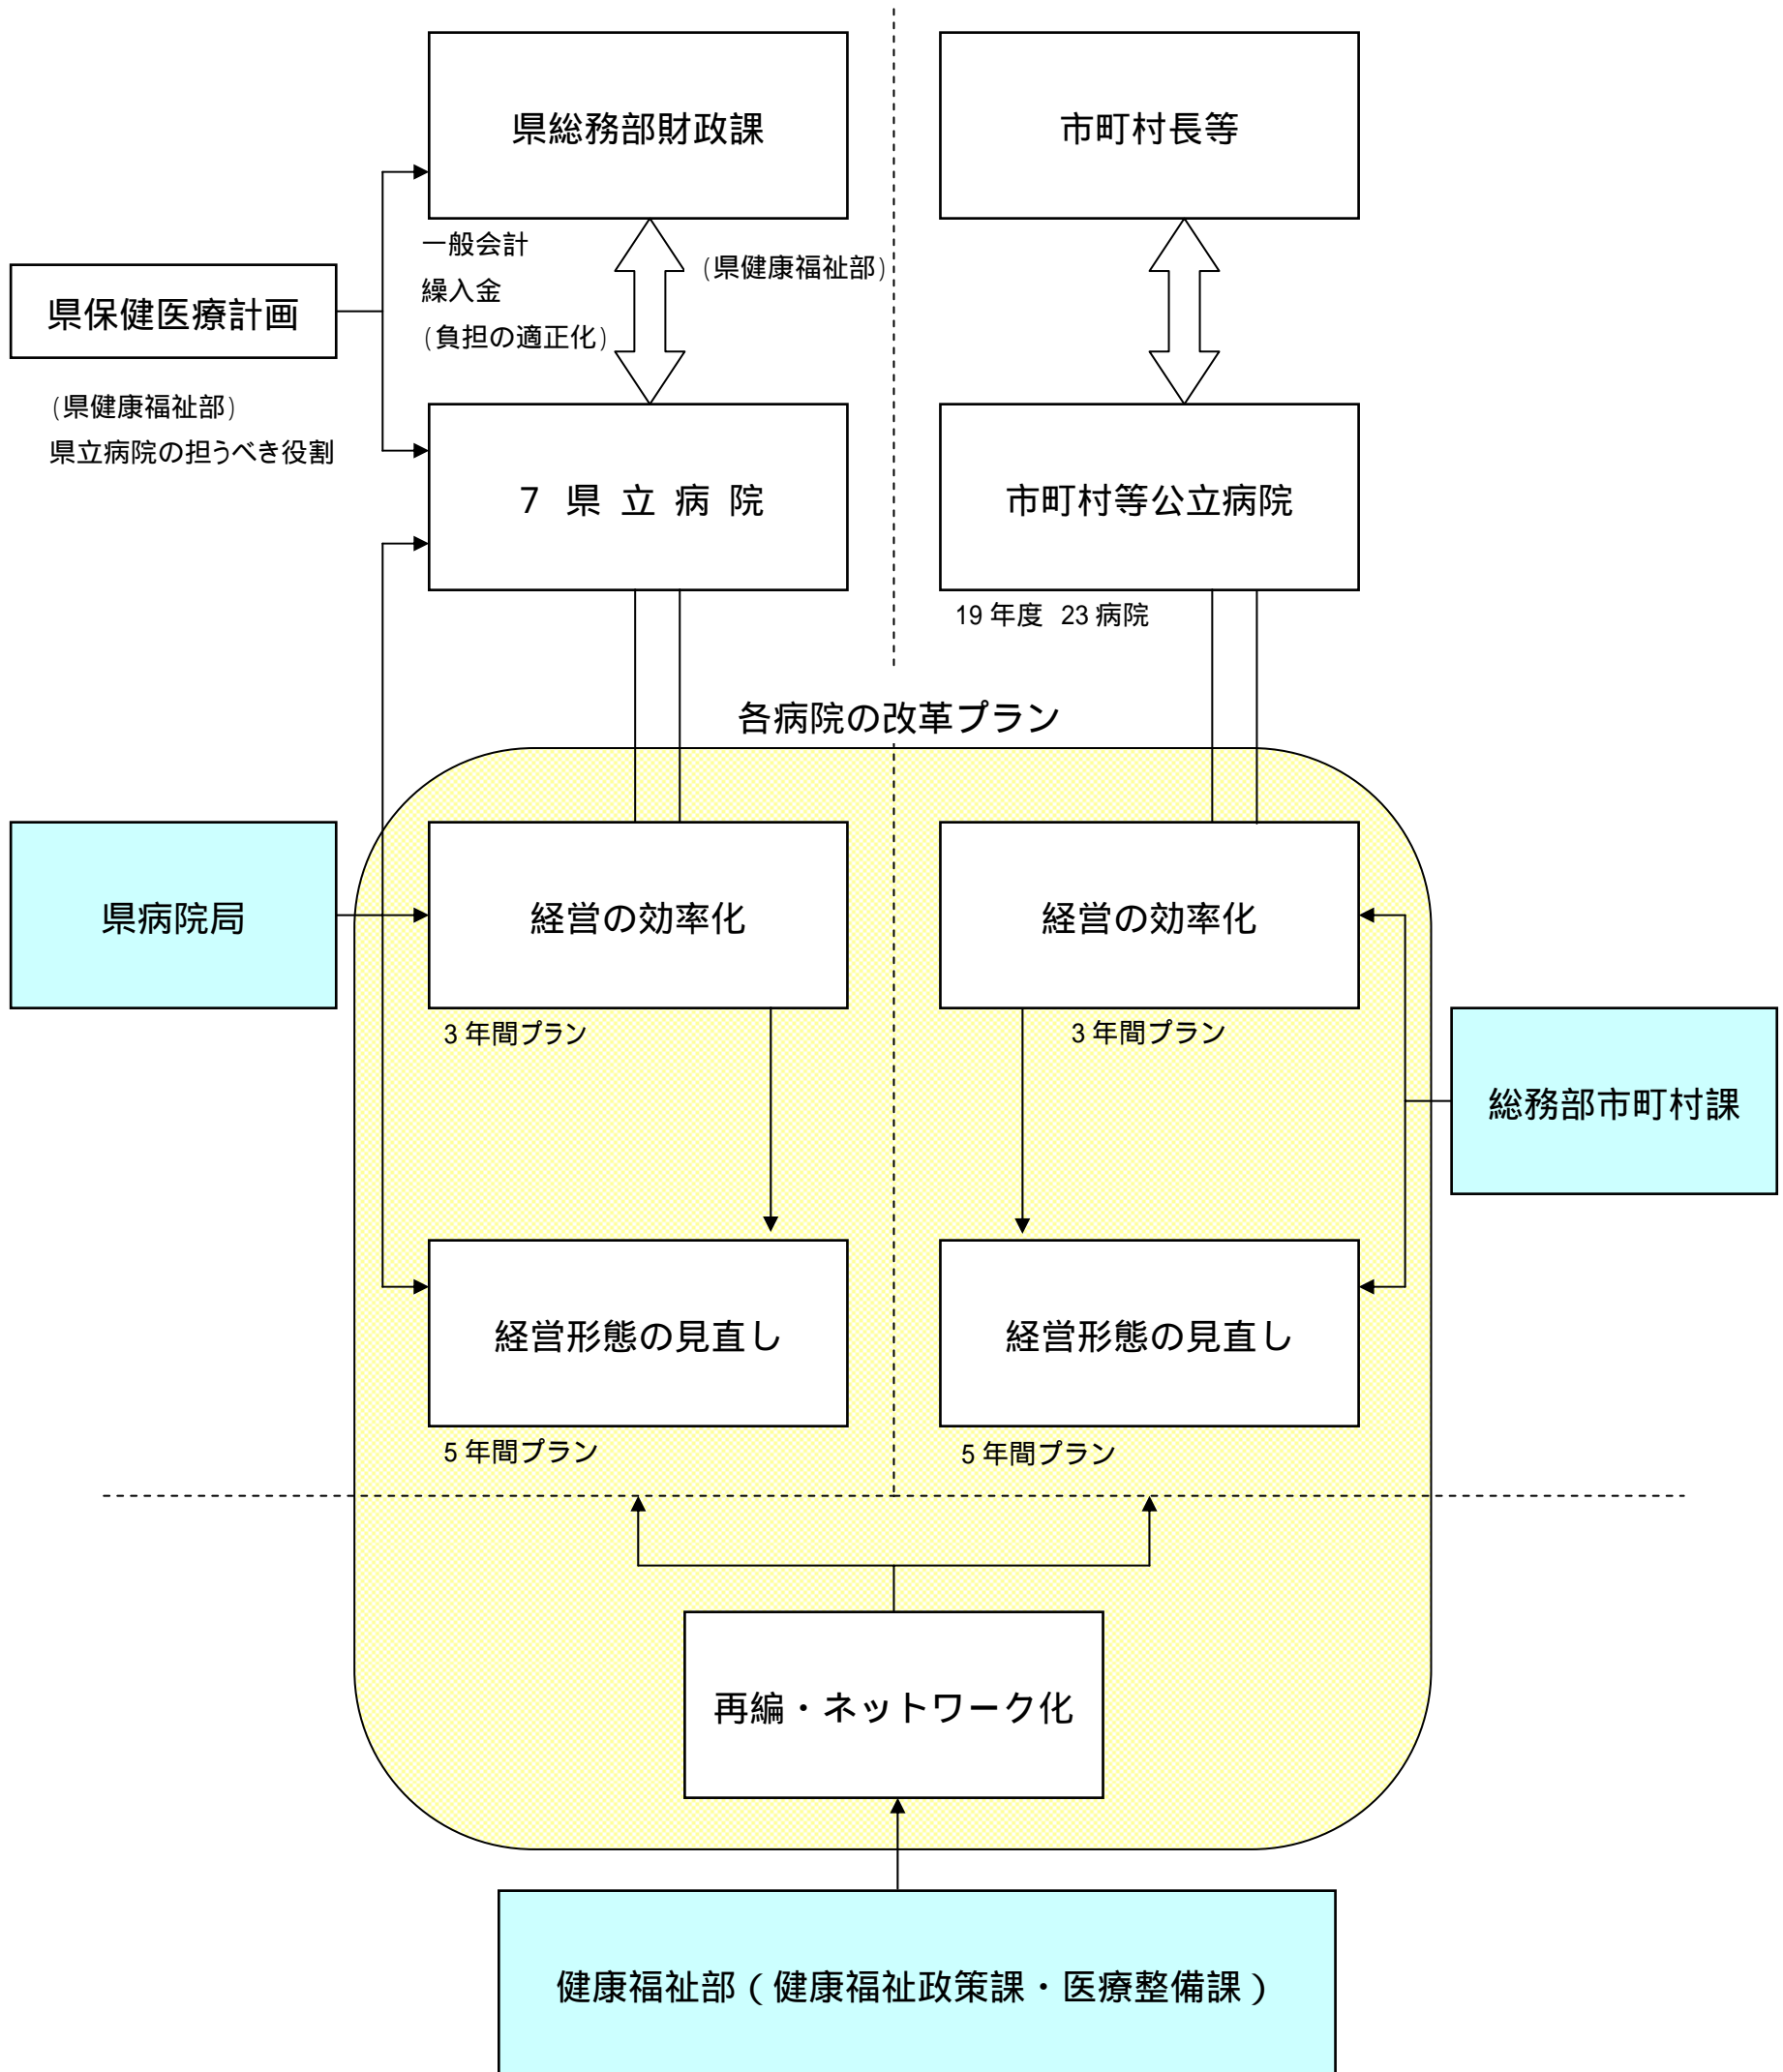 県総務部財政課
市町村長等
一般会計
繰入金
(負担の適正化)
(県健康福祉部)
県保健医療計画
(県健康福祉部)
県立病院の担うべき役割
7 県 立 病 院
市町村等公立病院
19 年度 23 病院
各病院の改革プラン
県病院局
経営の効率化
経営の効率化
3 年間プラン
3 年間プラン
総務部市町村課
経営形態の見直し
経営形態の見直し
5 年間プラン
5 年間プラン
再編・ネットワーク化
健康福祉部(健康福祉政策課・医療整備課)